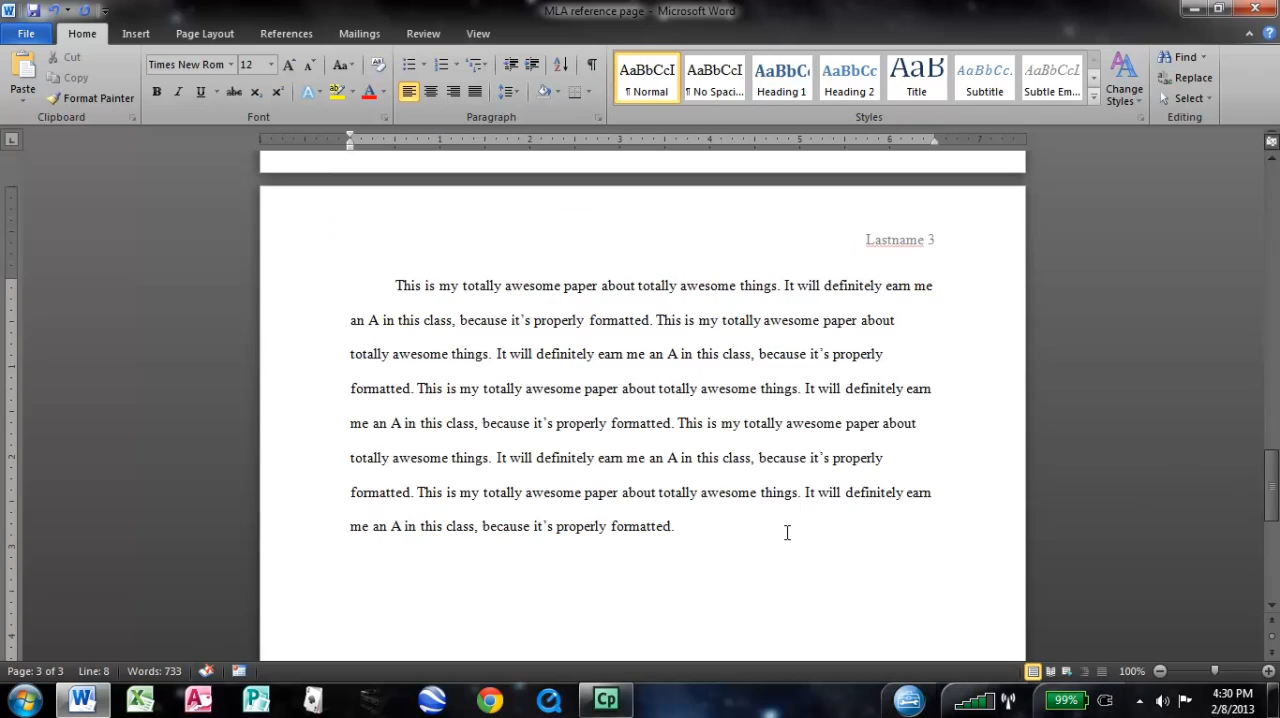 MLA reference page - Microsoft Word
File Home Insert Page Layout References Mailings Review View
Cut
Copy
Paste
Format Painter
Clipboard
Times New Rom 12
Font
Paragraph
AaBbCcI AaBbCcI AaBbCc AaBbCc AaB AaBbCc. AaBbCcI
¶ Normal ¶ No Spaci... Heading 1 Heading 2 Title Subtitle Subtle Em...
Styles
Change
Styles
Find
Replace
Select
Editing
1 2 3 4 5 6 7
Lastname 3
This is my totally awesome paper about totally awesome things. It will definitely earn me
an A in this class, because it’s properly formatted. This is my totally awesome paper about
totally awesome things. It will definitely earn me an A in this class, because it’s properly
formatted. This is my totally awesome paper about totally awesome things. It will definitely earn
me an A in this class, because it’s properly formatted. This is my totally awesome paper about
totally awesome things. It will definitely earn me an A in this class, because it’s properly
formatted. This is my totally awesome paper about totally awesome things. It will definitely earn
me an A in this class, because it’s properly formatted.
Page: 3 of 3 Line: 8 Words: 733 100%
99% 4:30 PM
2/8/2013